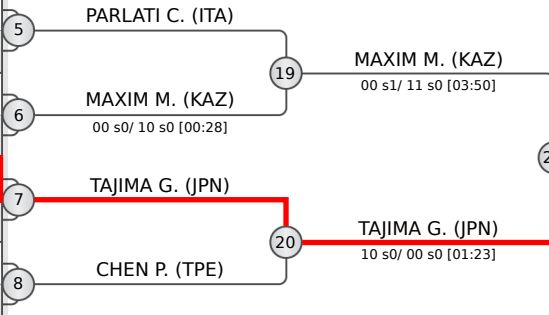 PARLATI C. (ITA)
5
19
MAXIM M. (KAZ)
00 s1/ 11 s0 [03:50]
MAXIM M. (KAZ)
6
00 s0/ 10 s0 [00:28]
TAJIMA G. (JPN)
7
20
TAJIMA G. (JPN)
10 s0/ 00 s0 [01:23]
CHEN P. (TPE)
8